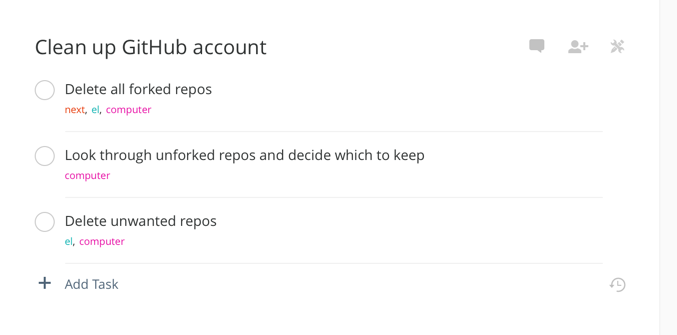 Clean up GitHub account
Delete all forked repos
next, el, computer
Look through unforked repos and decide which to keep
computer
Delete unwanted repos
el, computer
+ Add Task